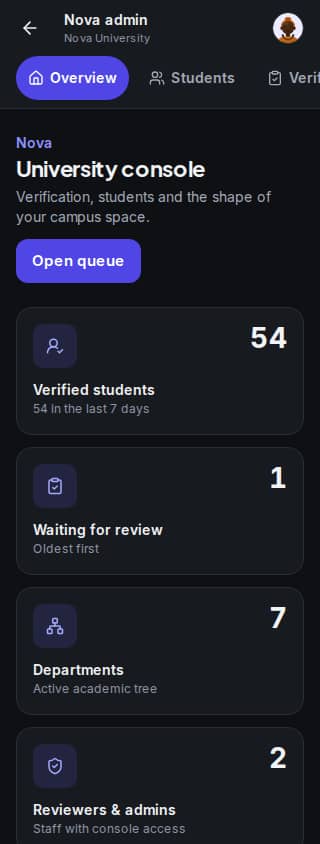 Nova admin
Nova University
Overview
Students
Verif
Nova
University console
Verification, students and the shape of
your campus space.
Open queue
54
Verified students
54 In the last 7 days
1
Waiting for review
Oldest first
7
Departments
Active academic tree
2
Reviewers & admins
Staff with console access